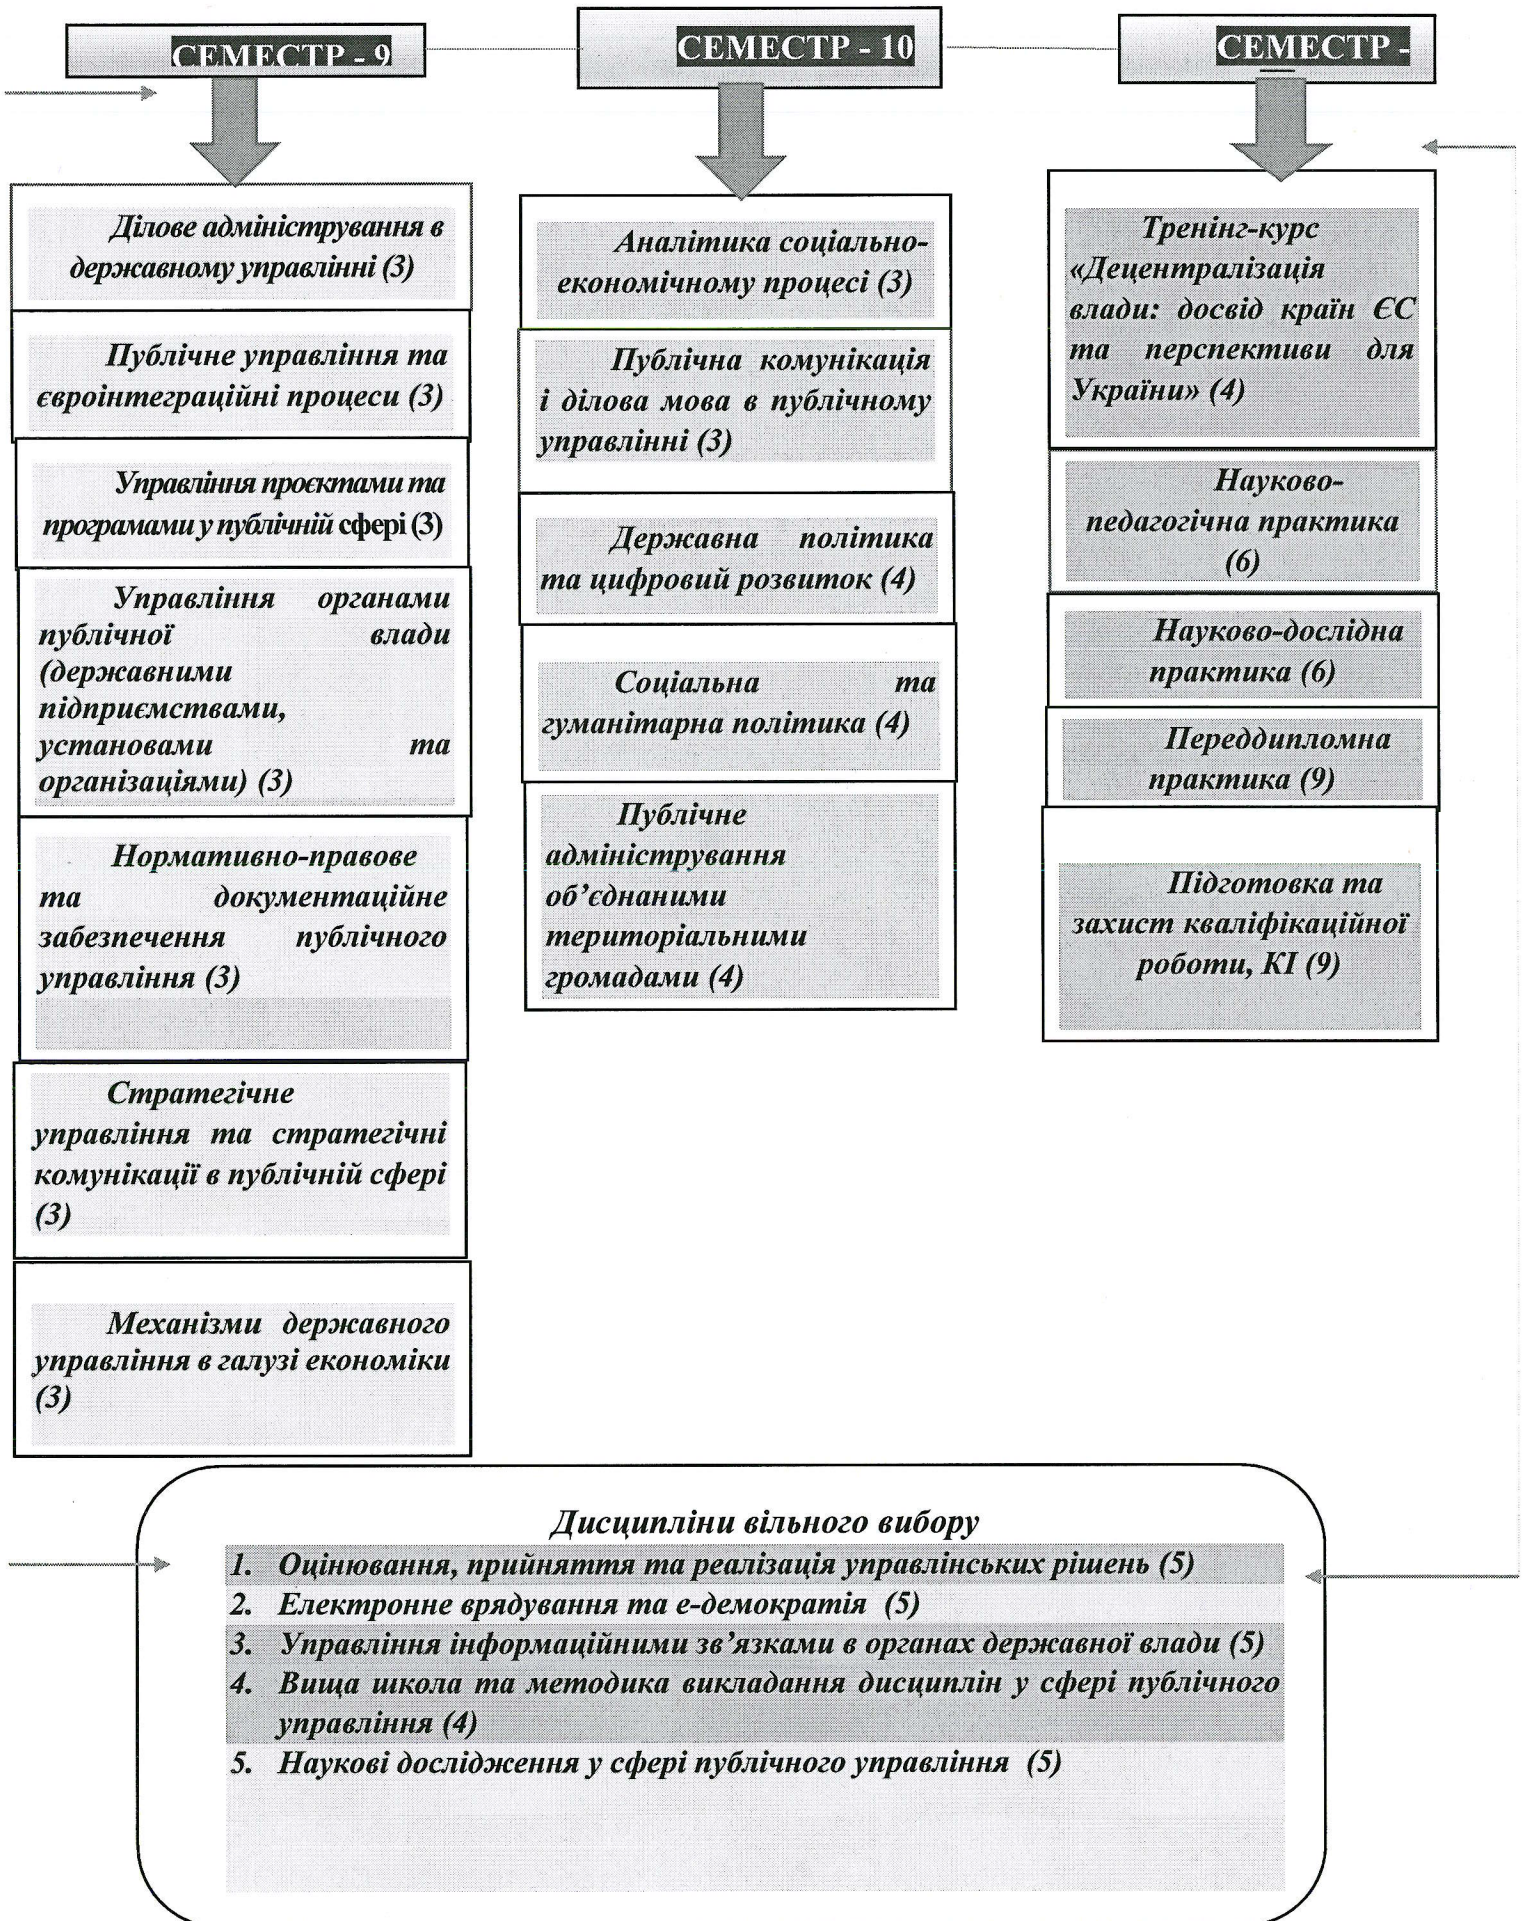 СЕМЕСТР - 9
СЕМЕСТР - 10
СЕМЕСТР -
Ділове адміністрування в
державному управлінні (3)
Публічне управління та
євроінтеграційні процеси (3)
Управління проєктами та
програмами у публічній сфері (3)
Управління органами
публічної влади
(державними
підприємствами,
установами та
організаціями) (3)
Нормативно-правове
та документаційне
забезпечення публічного
управління (3)
Стратегічне
управління та стратегічні
комунікації в публічній сфері
(3)
Механізми державного
управління в галузі економіки
(3)
Аналітика соціально-
економічному процесі (3)
Публічна комунікація
і ділова мова в публічному
управлінні (3)
Державна політика
та цифровий розвиток (4)
Соціальна та
гуманітарна політика (4)
Публічне
адміністрування
об’єднаними
територіальними
громадами (4)
Тренінг-курс
«Децентралізація
влади: досвід країн ЄС
та перспективи для
України» (4)
Науково-
педагогічна практика
(6)
Науково-дослідна
практика (6)
Переддипломна
практика (9)
Підготовка та
захист кваліфікаційної
роботи, КІ (9)
Дисципліни вільного вибору
1. Оцінювання, прийняття та реалізація управлінських рішень (5)
2. Електронне врядування та е-демократія (5)
3. Управління інформаційними зв’язками в органах державної влади (5)
4. Вища школа та методика викладання дисциплін у сфері публічного
управління (4)
5. Наукові дослідження у сфері публічного управління (5)